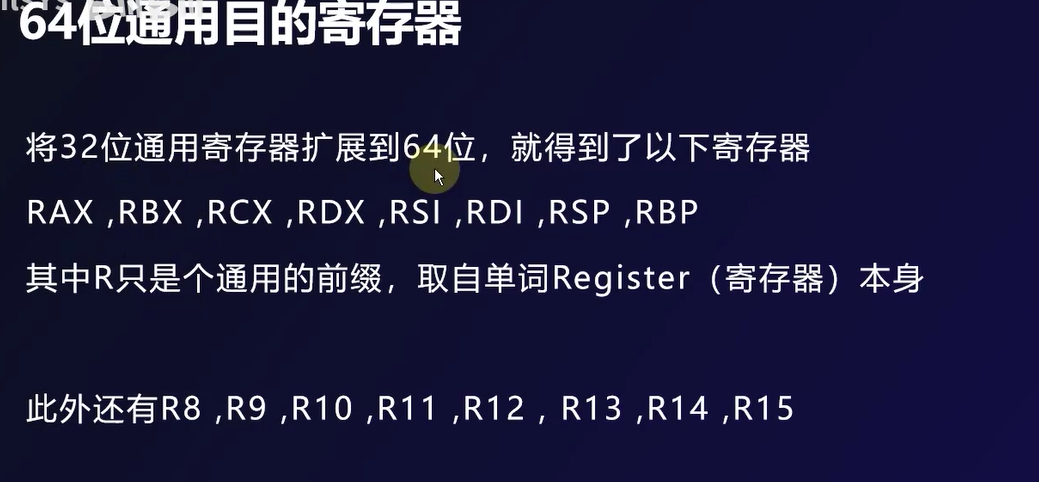 64位通用目的寄存器
将32位通用寄存器扩展到64位，就得到了以下寄存器
RAX ,RBX ,RCX ,RDX ,RSI ,RDI ,RSP ,RBP
其中R只是个通用的前缀，取自单词Register（寄存器）本身
此外还有R8 ,R9 ,R10 ,R11 ,R12 , R13 ,R14 ,R15